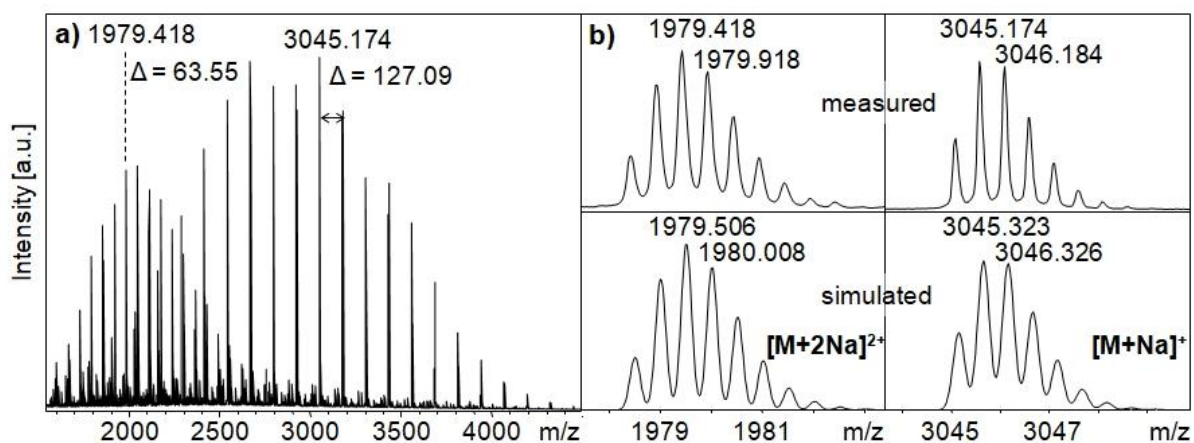 a)
1979.418
Δ = 63.55
3045.174
Δ = 127.09
Intensity [a.u.]
2000
2500
3000
3500
4000
m/z
b)
1979.418
1979.918
3045.174
3046.184
measured
1979.506
1980.008
3045.323
3046.326
simulated
[M+2Na]²⁺
[M+Na]⁺
1979
1981
m/z
3045
3047
m/z